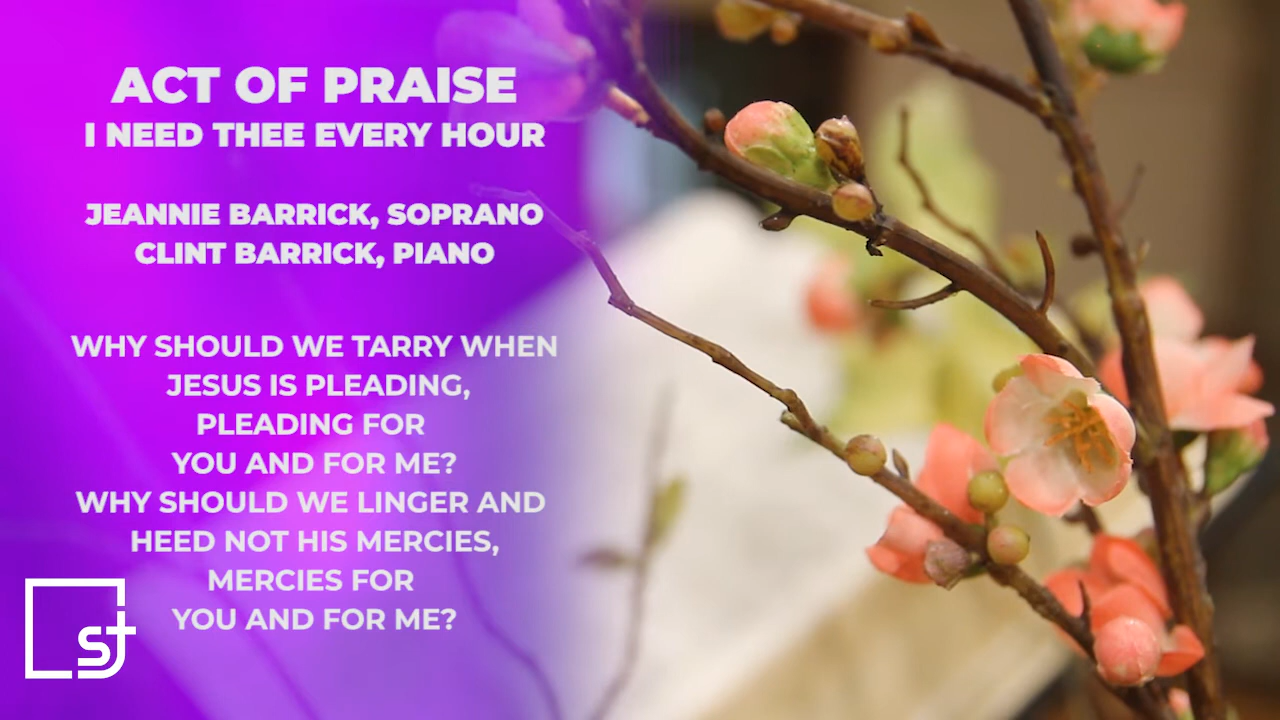 ACT OF PRAISE
I NEED THEE EVERY HOUR
JEANNIE BARRICK, SOPRANO
CLINT BARRICK, PIANO
WHY SHOULD WE TARRY WHEN
JESUS IS PLEADING,
PLEADING FOR
YOU AND FOR ME?
WHY SHOULD WE LINGER AND
HEED NOT HIS MERCIES,
MERCIES FOR
YOU AND FOR ME?
st